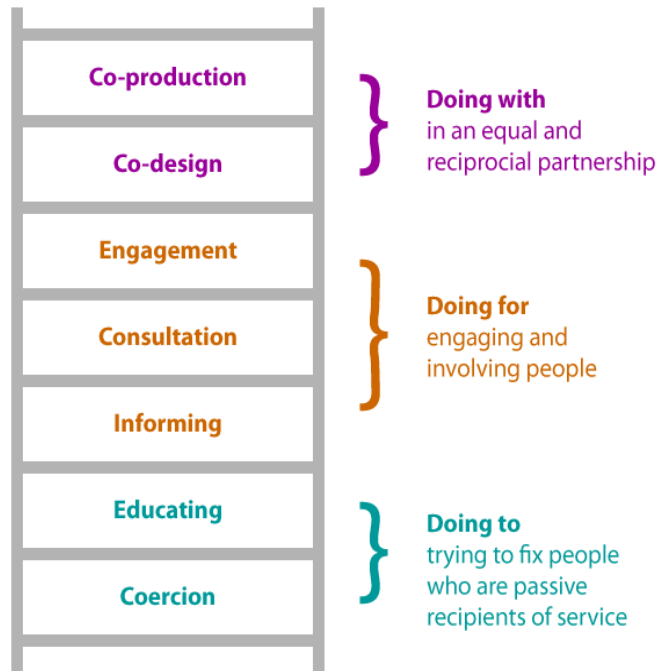 Co-production
Co-design
Doing with
in an equal and
reciprocial partnership
Engagement
Consultation
Informing
Doing for
engaging and
involving people
Educating
Coercion
Doing to
trying to fix people
who are passive
recipients of service